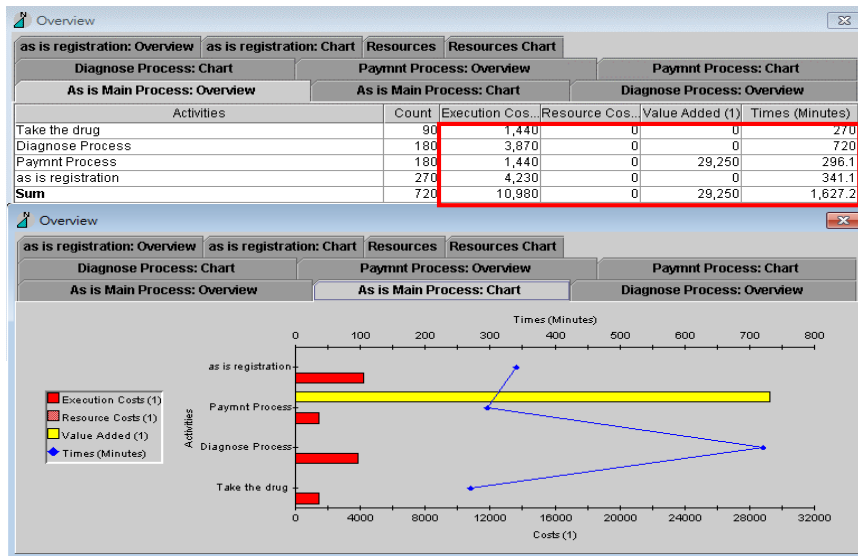 Overview
as is registration: Overview as is registration: Chart Resources Resources Chart
Diagnose Process: Chart Paymnt Process: Overview Paymnt Process: Chart
As is Main Process: Overview As is Main Process: Chart Diagnose Process: Overview
Activities Count Execution Cos... Resource Cos... Value Added (1) Times (Minutes)
Take the drug 90 1,440 0 0 270
Diagnose Process 180 3,870 0 0 720
Paymnt Process 180 1,440 0 29,250 296.1
as is registration 270 4,230 0 0 341.1
Sum 720 10,980 0 29,250 1,627.2
Overview
as is registration: Overview as is registration: Chart Resources Resources Chart
Diagnose Process: Chart Paymnt Process: Overview Paymnt Process: Chart
As is Main Process: Overview As is Main Process: Chart Diagnose Process: Overview
Times (Minutes)
0 100 200 300 400 500 600 700 800
as is registration
Paymnt Process
Diagnose Process
Take the drug
Activities
Execution Costs (1)
Resource Costs (1)
Value Added (1)
Times (Minutes)
0 4000 8000 12000 16000 20000 24000 28000 32000
Costs (1)